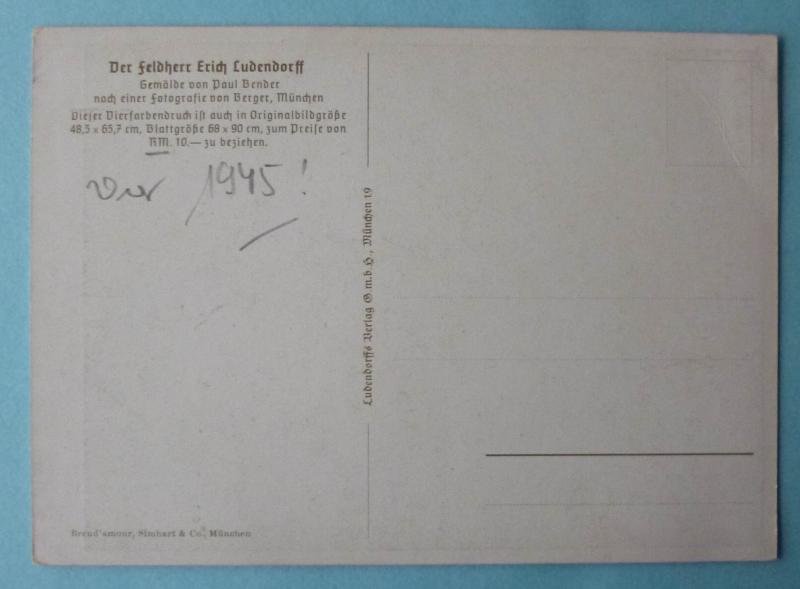 Der Feldherr Erich Ludendorff
Gemälde von Paul Bender
nach einer Fotografie von Berger, München
Dieser Vierfarbendruck ist auch in Originalbildgröße
48,5 x 65,7 cm, Blattgröße 68 x 90 cm, zum Preise von
RM. 10.— zu beziehen.
Vor 1945!
Ludendorffs Verlag G.m.b.H., München 19
Brend'amour, Simhart & Co., München